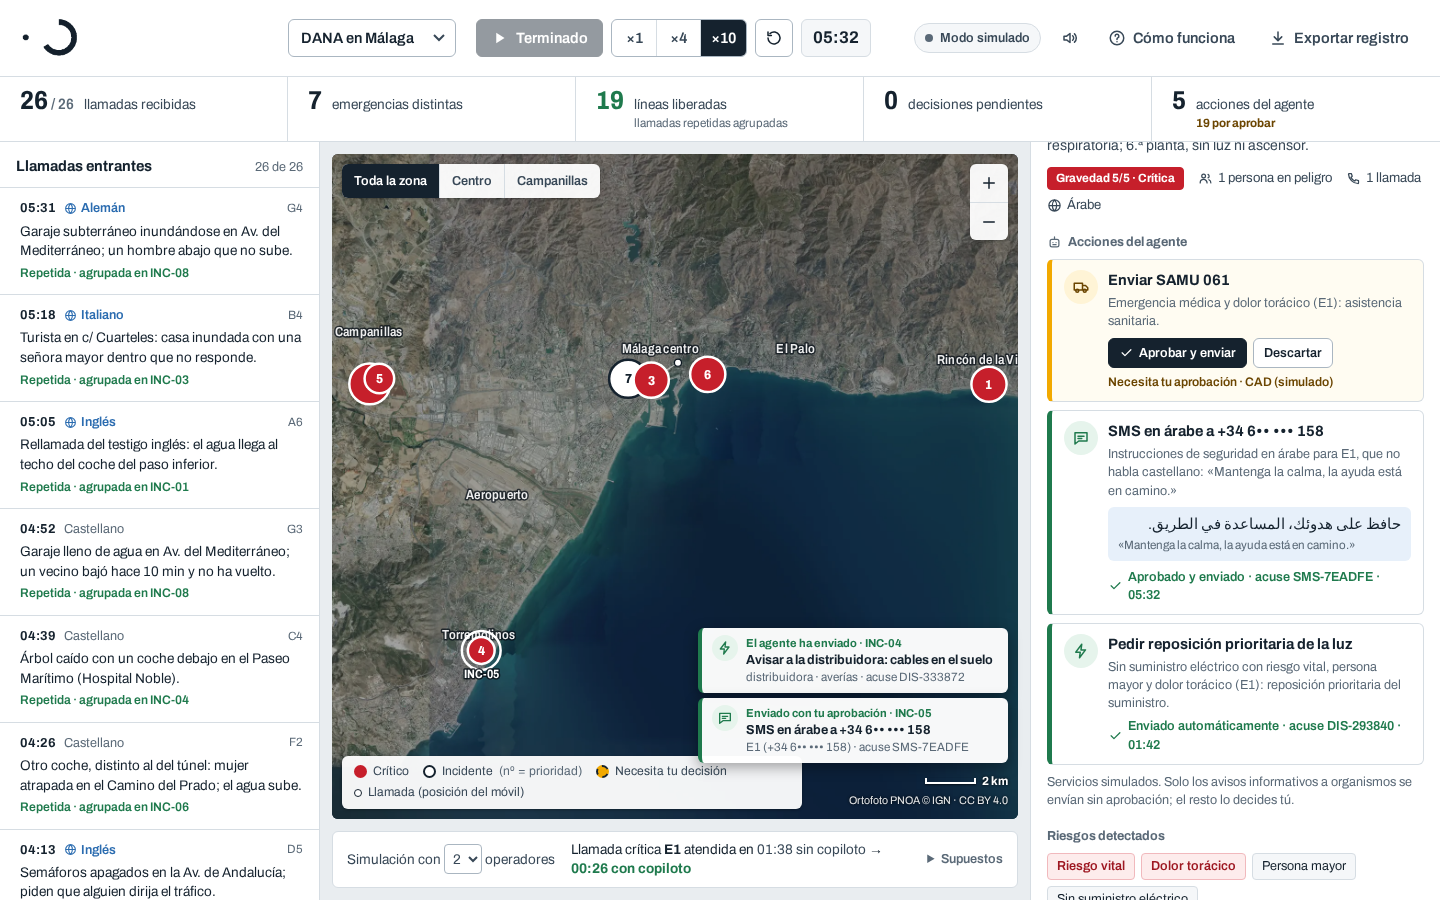 DANA en Málaga
Terminado
×1
×4
×10
05:32
Modo simulado
Cómo funciona
Exportar registro
26 / 26 llamadas recibidas
7 emergencias distintas
19 líneas liberadas
llamadas repetidas agrupadas
0 decisiones pendientes
5 acciones del agente
19 por aprobar
Llamadas entrantes
26 de 26
05:31 Alemán G4
Garaje subterráneo inundándose en Av. del
Mediterráneo; un hombre abajo que no sube.
Repetida · agrupada en INC-08
05:18 Italiano B4
Turista en c/ Cuarteles: casa inundada con una
señora mayor dentro que no responde.
Repetida · agrupada en INC-03
05:05 Inglés A6
Rellamada del testigo inglés: el agua llega al
techo del coche del paso inferior.
Repetida · agrupada en INC-01
04:52 Castellano G3
Garaje lleno de agua en Av. del Mediterráneo;
un vecino bajó hace 10 min y no ha vuelto.
Repetida · agrupada en INC-08
04:39 Castellano C4
Árbol caído con un coche debajo en el Paseo
Marítimo (Hospital Noble).
Repetida · agrupada en INC-04
04:26 Castellano F2
Otro coche, distinto al del túnel: mujer
atrapada en el Camino del Prado; el agua sube.
Repetida · agrupada en INC-06
04:13 Inglés D5
Semáforos apagados en la Av. de Andalucía;
piden que alguien dirija el tráfico.
Toda la zona
Centro
Campanillas
+
−
Campanillas
Málaga centro
El Palo
Rincón de la Vi
5
7
3
6
1
Aeropuerto
Torremolinos
4
INC-05
El agente ha enviado · INC-04
Avisar a la distribuidora: cables en el suelo
distribuidora · averías · acuse DIS-333872
Enviado con tu aprobación · INC-05
SMS en árabe a +34 6•• ••• 158
E1 (+34 6•• ••• 158) · acuse SMS-7EADFE
Crítico
Incidente (nº = prioridad)
Necesita tu decisión
Llamada (posición del móvil)
2 km
Ortofoto PNOA © IGN · CC BY 4.0
Simulación con 2 operadores
Llamada crítica E1 atendida en 01:38 sin copiloto →
00:26 con copiloto
Supuestos
respiratoria; 6.ª planta, sin luz ni ascensor.
Gravedad 5/5 · Crítica
1 persona en peligro
1 llamada
Árabe
Acciones del agente
Enviar SAMU 061
Emergencia médica y dolor torácico (E1): asistencia
sanitaria.
Aprobar y enviar
Descartar
Necesita tu aprobación · CAD (simulado)
SMS en árabe a +34 6•• ••• 158
Instrucciones de seguridad en árabe para E1, que no
habla castellano: «Mantenga la calma, la ayuda está
en camino.»
حافظ على هدوئك، المساعدة في الطريق.
«Mantenga la calma, la ayuda está en camino.»
Aprobado y enviado · acuse SMS-7EADFE ·
05:32
Pedir reposición prioritaria de la luz
Sin suministro eléctrico con riesgo vital, persona
mayor y dolor torácico (E1): reposición prioritaria del
suministro.
Enviado automáticamente · acuse DIS-293840 ·
01:42
Servicios simulados. Solo los avisos informativos a organismos se
envían sin aprobación; el resto lo decides tú.
Riesgos detectados
Riesgo vital
Dolor torácico
Persona mayor
Sin suministro eléctrico